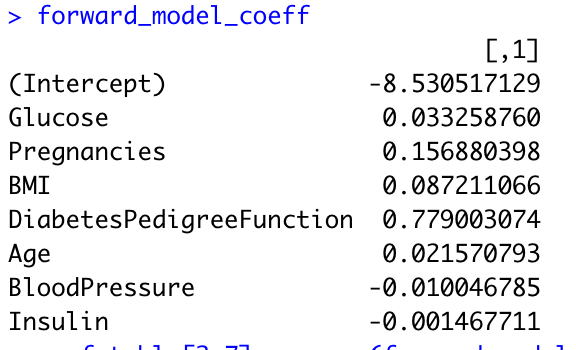 > forward_model_coeff
[,1]
(Intercept) -8.530517129
Glucose 0.033258760
Pregnancies 0.156880398
BMI 0.087211066
DiabetesPedigreeFunction 0.779003074
Age 0.021570793
BloodPressure -0.010046785
Insulin -0.001467711